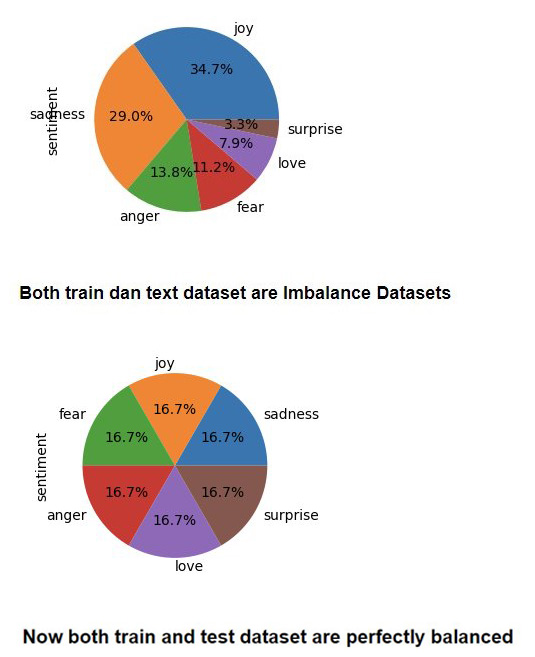 joy
34.7%
sadness
29.0%
sentiment
3.3%
surprise
7.9%
love
11.2%
13.8%
fear
anger
Both train dan text dataset are Imbalance Datasets
joy
fear
16.7%
sadness
16.7%
16.7%
sentiment
16.7%
16.7%
anger
16.7%
surprise
love
Now both train and test dataset are perfectly balanced